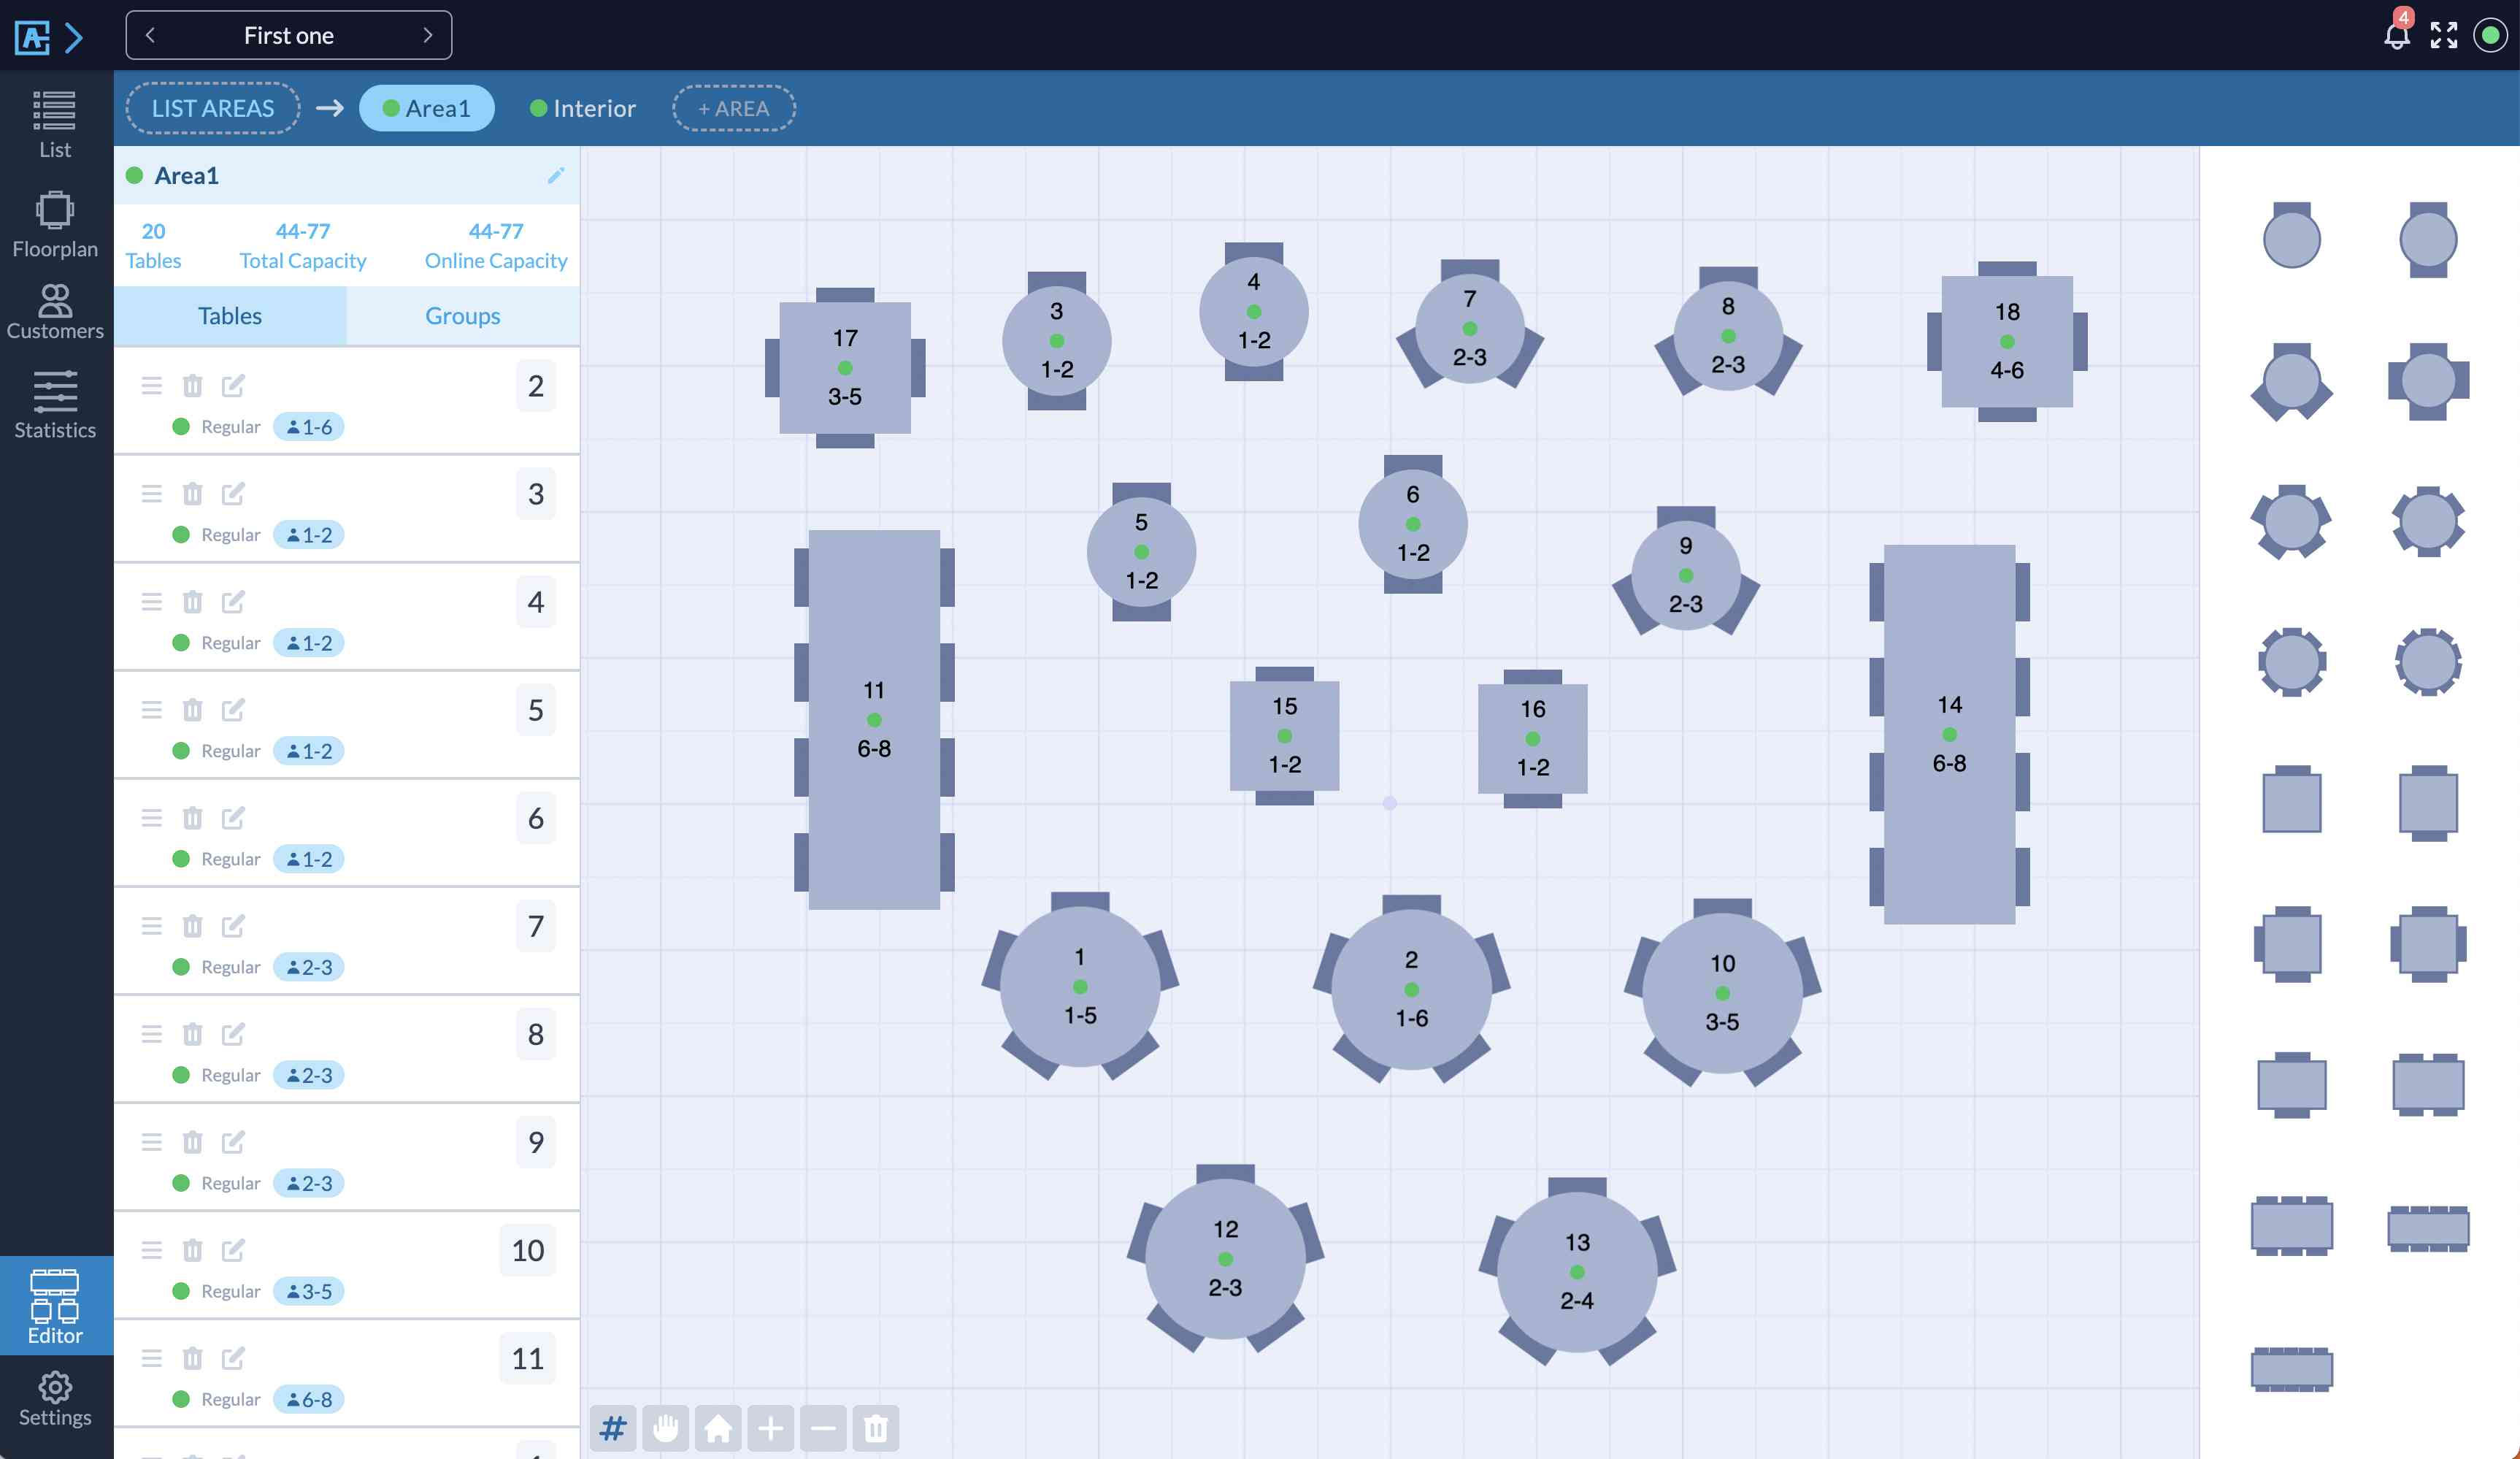 First one
4
LIST AREAS
Area1
Interior
+ AREA
List
Floorplan
Customers
Statistics
Editor
Settings
Area1
20
Tables
44-77
Total Capacity
44-77
Online Capacity
Tables
Groups
2
Regular
1-6
3
Regular
1-2
4
Regular
1-2
5
Regular
1-2
6
Regular
1-2
7
Regular
2-3
8
Regular
2-3
9
Regular
2-3
10
Regular
3-5
11
Regular
6-8
17
3-5
3
1-2
4
1-2
7
2-3
8
2-3
18
4-6
5
1-2
6
1-2
9
2-3
11
6-8
15
1-2
16
1-2
14
6-8
1
1-5
2
1-6
10
3-5
12
2-3
13
2-4
#